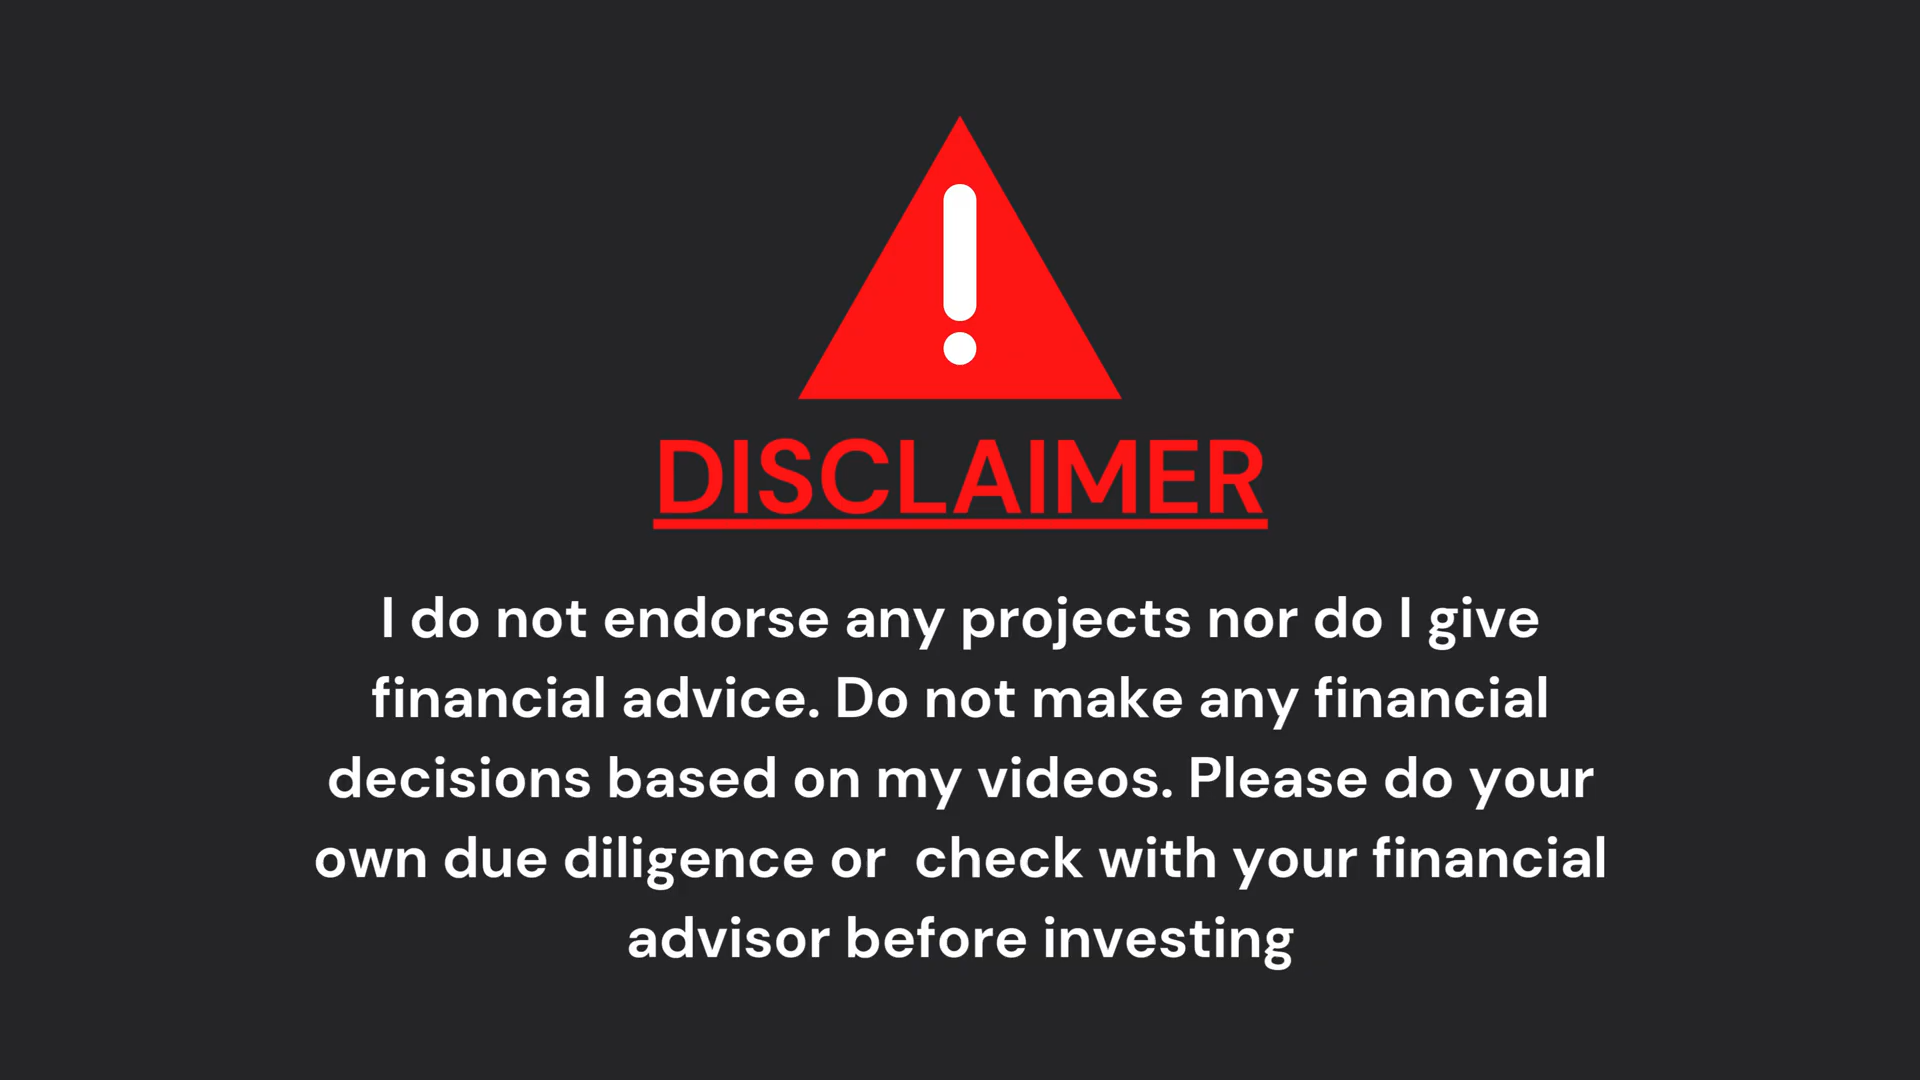 DISCLAIMER
I do not endorse any projects nor do I give
financial advice. Do not make any financial
decisions based on my videos. Please do your
own due diligence or  check with your financial
advisor before investing